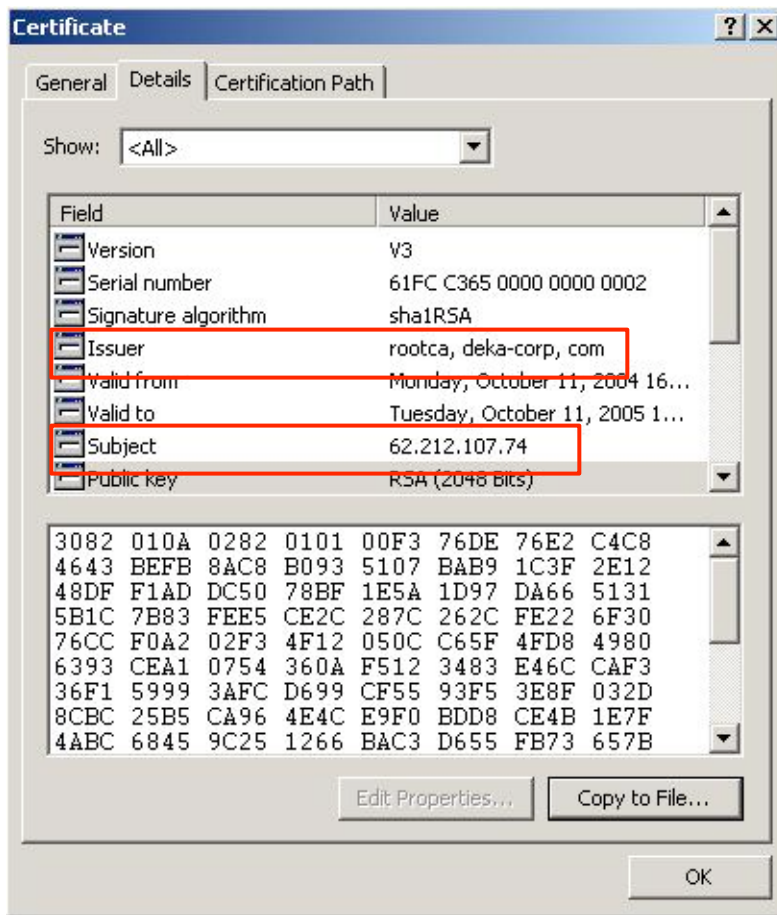 Certificate
General Details Certification Path
Show: <All>
Field Value
Version V3
Serial number 61FC C365 0000 0000 0002
Signature algorithm sha1RSA
Issuer rootca, deka-corp, com
Valid from Monday, October 11, 2004 16...
Valid to Tuesday, October 11, 2005 1...
Subject 62.212.107.74
Public key RSA (2048 Bits)
3082 010A 0282 0101 00F3 76DE 76E2 C4C8
4643 BEFB 8AC8 B093 5107 BAB9 1C3F 2E12
48DF F1AD DC50 78BF 1E5A 1D97 DA66 5131
5B1C 7B83 FEE5 CE2C 287C 262C FE22 6F30
76CC F0A2 02F3 4F12 050C C65F 4FD8 4980
6393 CEA1 0754 360A F512 3483 E46C CAF3
36F1 5999 3AFC D699 CF55 93F5 3E8F 032D
8CBC 25B5 CA96 4E4C E9F0 BDD8 CE4B 1E7F
4ABC 6845 9C25 1266 BAC3 D655 FB73 657B
Edit Properties... Copy to File...
OK